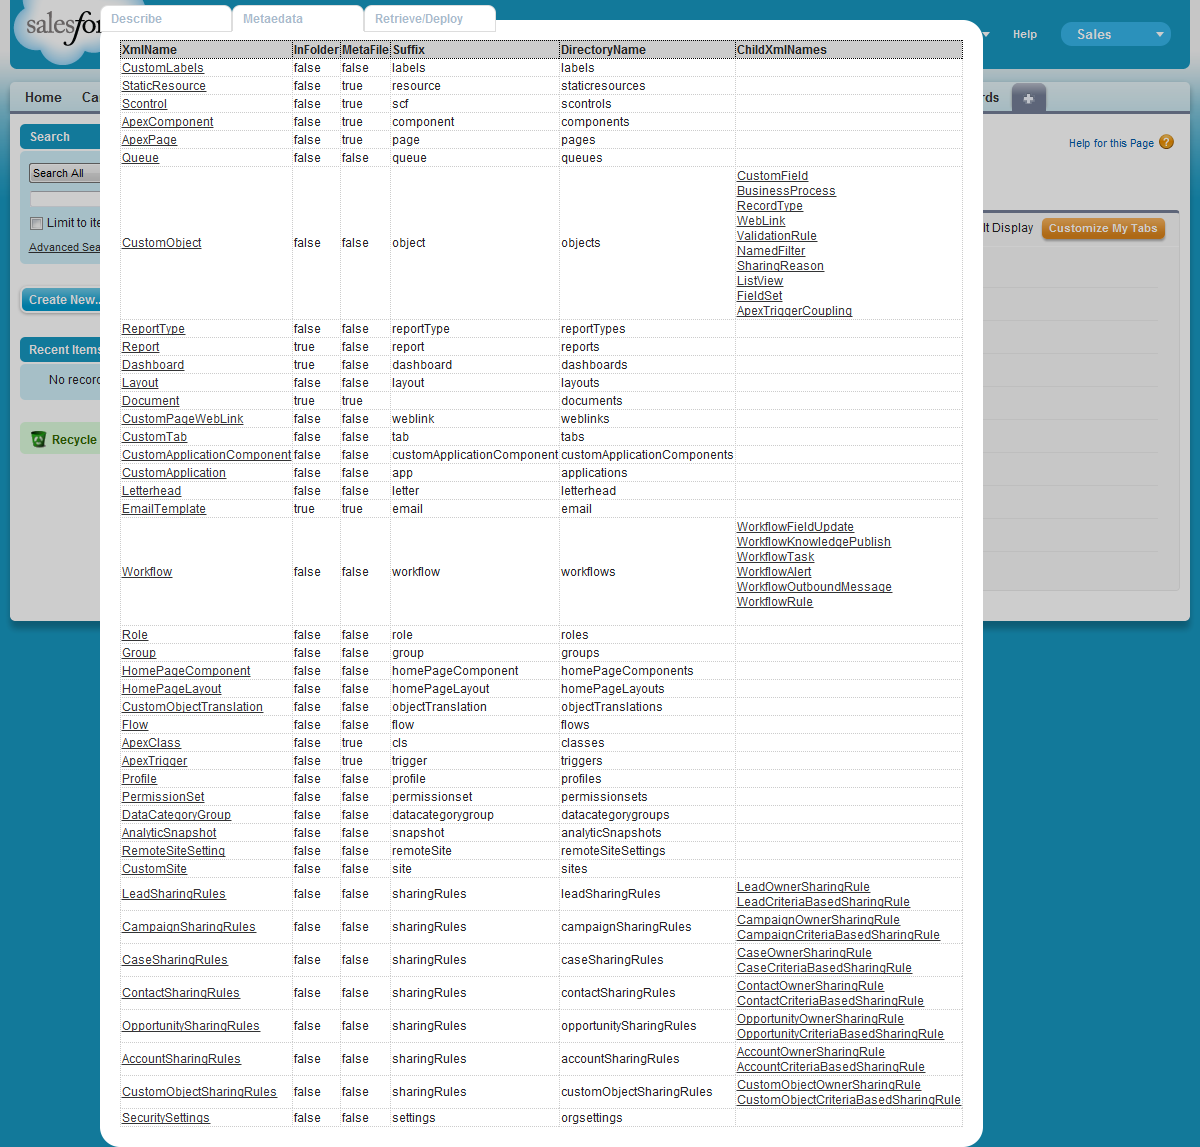 salesfor
Describe
Metaedata
Retrieve/Deploy
Help
Sales
Home
Ca
rds
Search
Search All
Limit to ite
Advanced Sea
Create New..
Recent Items
No recorc
Recycle
Help for this Page
lt Display
Customize My Tabs
XmlName InFolder MetaFile Suffix DirectoryName ChildXmlNames
CustomLabels false false labels labels
StaticResource false true resource staticresources
Scontrol false true scf scontrols
ApexComponent false true component components
ApexPage false true page pages
Queue false false queue queues
CustomObject false false object objects
CustomField
BusinessProcess
RecordType
WebLink
ValidationRule
NamedFilter
SharingReason
ListView
FieldSet
ApexTriggerCoupling
ReportType false false reportType reportTypes
Report true false report reports
Dashboard true false dashboard dashboards
Layout false false layout layouts
Document true true documents
CustomPageWebLink false false weblink weblinks
CustomTab false false tab tabs
CustomApplicationComponent false false customApplicationComponent customApplicationComponents
CustomApplication false false app applications
Letterhead false false letter letterhead
EmailTemplate true true email email
Workflow false false workflow workflows
WorkflowFieldUpdate
WorkflowKnowledgePublish
WorkflowTask
WorkflowAlert
WorkflowOutboundMessage
WorkflowRule
Role false false role roles
Group false false group groups
HomePageComponent false false homePageComponent homePageComponents
HomePageLayout false false homePageLayout homePageLayouts
CustomObjectTranslation false false objectTranslation objectTranslations
Flow false false flow flows
ApexClass false true cls classes
ApexTrigger false true trigger triggers
Profile false false profile profiles
PermissionSet false false permissionset permissionsets
DataCategoryGroup false false datacategorygroup datacategorygroups
AnalyticSnapshot false false snapshot analyticSnapshots
RemoteSiteSetting false false remoteSite remoteSiteSettings
CustomSite false false site sites
LeadSharingRules false false sharingRules leadSharingRules
LeadOwnerSharingRule
LeadCriteriaBasedSharingRule
CampaignSharingRules false false sharingRules campaignSharingRules
CampaignOwnerSharingRule
CampaignCriteriaBasedSharingRule
CaseSharingRules false false sharingRules caseSharingRules
CaseOwnerSharingRule
CaseCriteriaBasedSharingRule
ContactSharingRules false false sharingRules contactSharingRules
ContactOwnerSharingRule
ContactCriteriaBasedSharingRule
OpportunitySharingRules false false sharingRules opportunitySharingRules
OpportunityOwnerSharingRule
OpportunityCriteriaBasedSharingRule
AccountSharingRules false false sharingRules accountSharingRules
AccountOwnerSharingRule
AccountCriteriaBasedSharingRule
CustomObjectSharingRules false false sharingRules customObjectSharingRules
CustomObjectOwnerSharingRule
CustomObjectCriteriaBasedSharingRule
SecuritySettings false false settings orgsettings